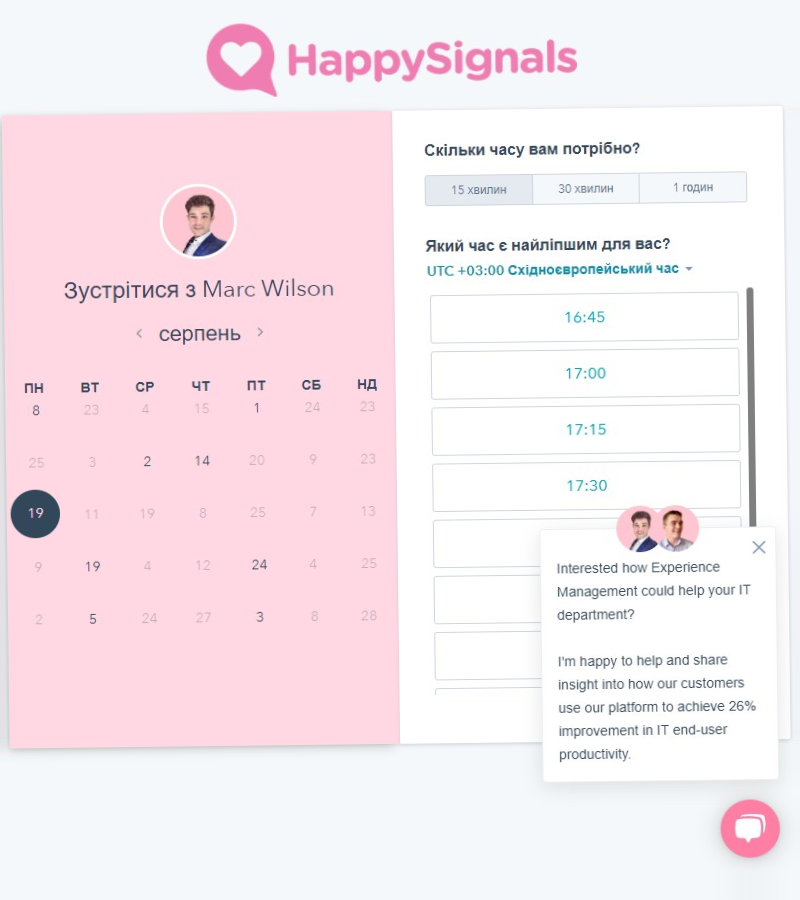 HappySignals
Зустрітися з Marc Wilson
серпень
ПН ВТ СР ЧТ ПТ СБ НД
8 23 4 15 1 24 23
25 3 2 14 20 9 23
19 11 19 8 25 7 13
9 19 4 12 24 4 25
2 5 24 27 3 8 28
Скільки часу вам потрібно?
15 хвилин 30 хвилин 1 годин
Який час є найліпшим для вас?
UTC +03:00 Східноєвропейський час
16:45
17:00
17:15
17:30
Interested how Experience
Management could help your IT
department?
I'm happy to help and share
insight into how our customers
use our platform to achieve 26%
improvement in IT end-user
productivity.